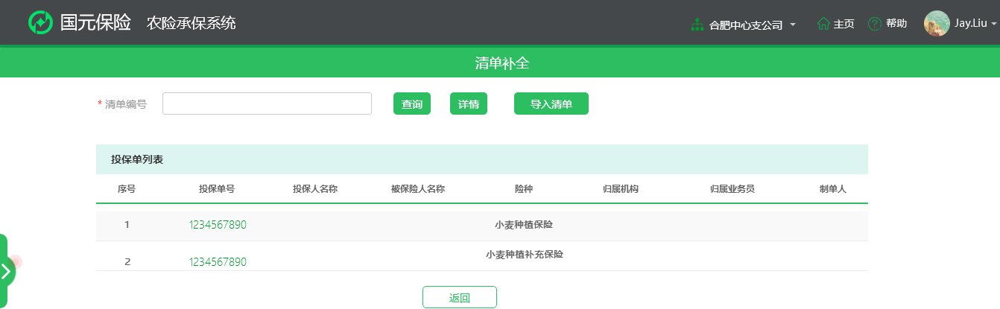 国元保险 农险承保系统 合肥中心支公司 主页 帮助 Jay.Liu
清单补全
* 清单编号 查询 详情 导入清单
投保单列表
序号 投保单号 投保人名称 被保险人名称 险种 归属机构 归属业务员 制单人
1 1234567890 小麦种植保险
2 1234567890 小麦种植补充保险
返回